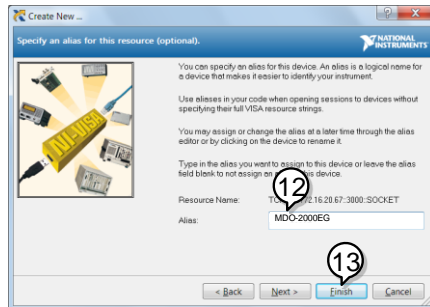 Create New ...
Specify an alias for this resource (optional).
NATIONAL
INSTRUMENTS
You can specify an alias for this device. An alias is a logical name for
a device that makes it easier to identify your instrument.
Use aliases in your code when opening sessions to devices without
specifying their full VISA resource strings.
You may assign or change the alias at a later time through the alias
editor or by clicking on the device to rename it.
Type in the alias you want to assign to this device or leave the alias
field blank to not assign an this device.
NI-VISA
12
Resource Name: 72.16.20.67::3000::SOCKET
Alias: MDO-2000EG
13
< Back Next > Finish Cancel